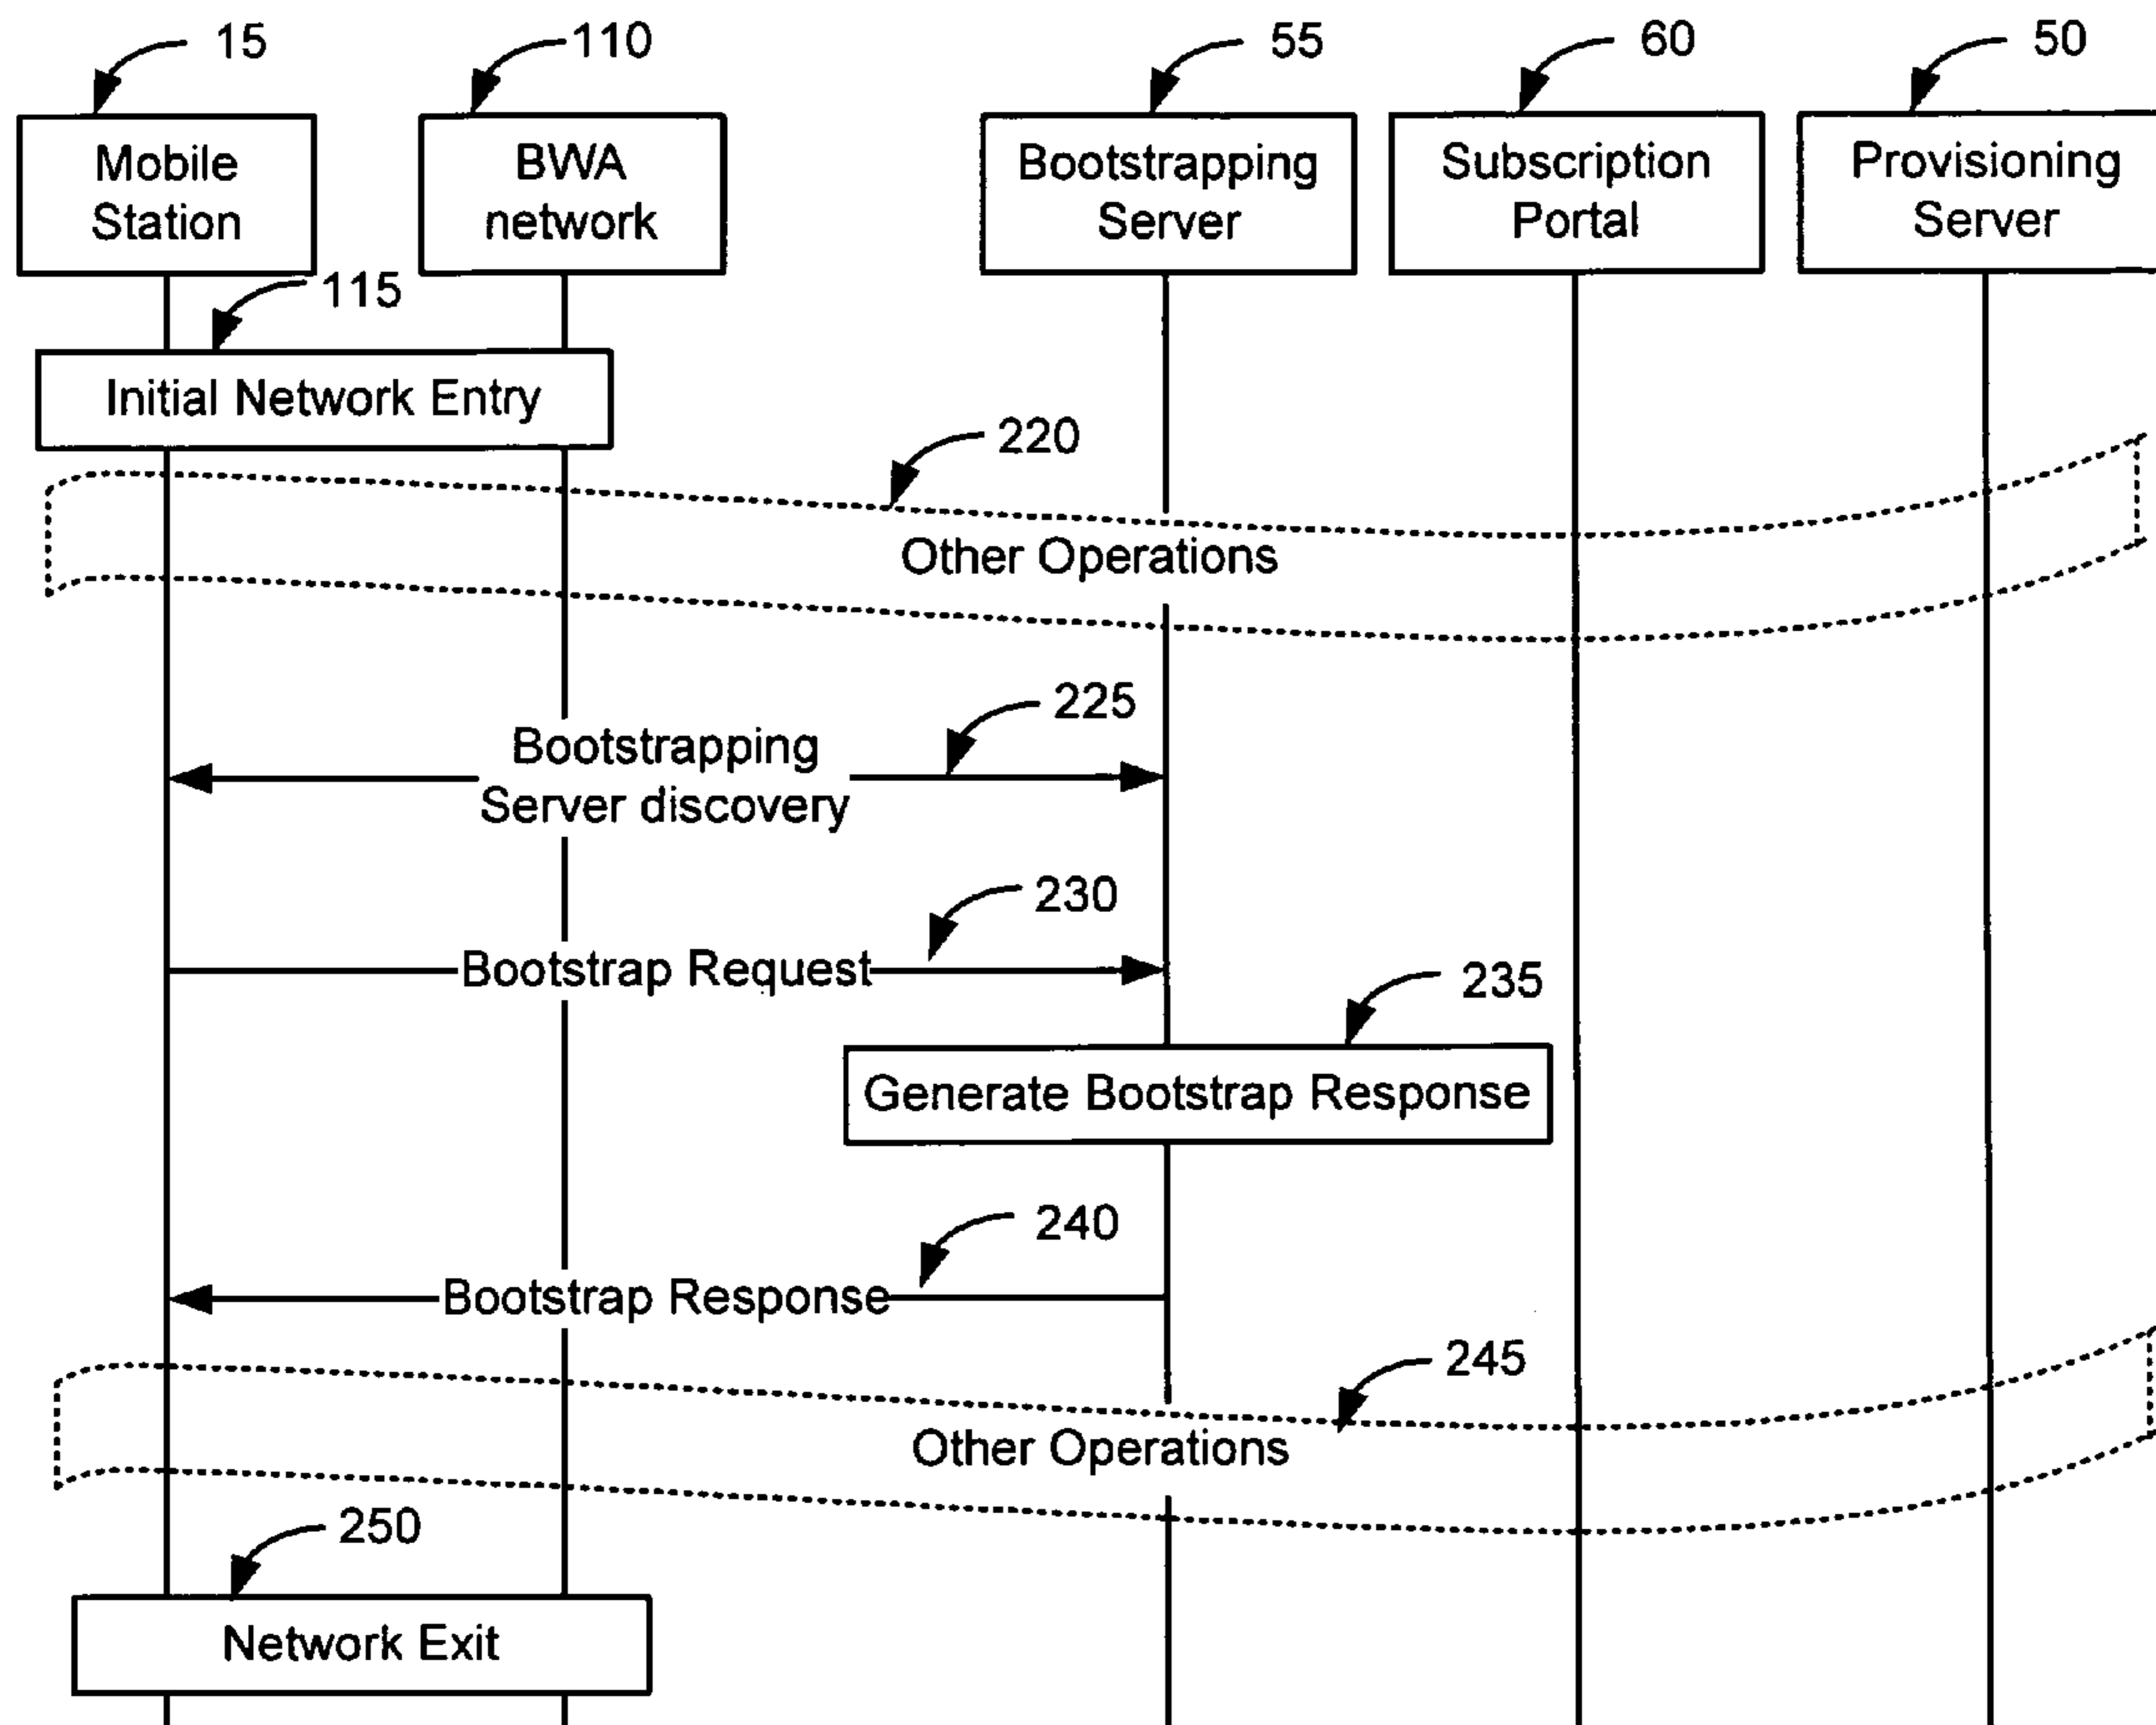 15
110
55
60
50
Mobile
Station
BWA
network
Bootstrapping
Server
Subscription
Portal
Provisioning
Server
115
Initial Network Entry
220
Other Operations
225
Bootstrapping
Server discovery
230
Bootstrap Request
235
Generate Bootstrap Response
240
Bootstrap Response
245
Other Operations
250
Network Exit